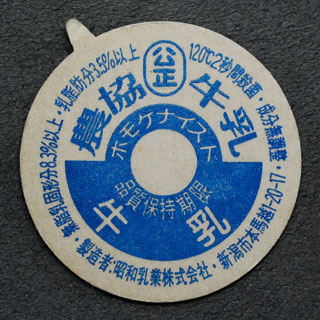 乳脂肪分3.5%以上・無脂乳固形分8.3%以上・
120℃2秒間殺菌・成分無調整・
公正
農協牛乳
ホモゲナイズド
品質保持期限
牛乳
製造者:昭和乳業株式会社・新潟市本馬越1-20-17・